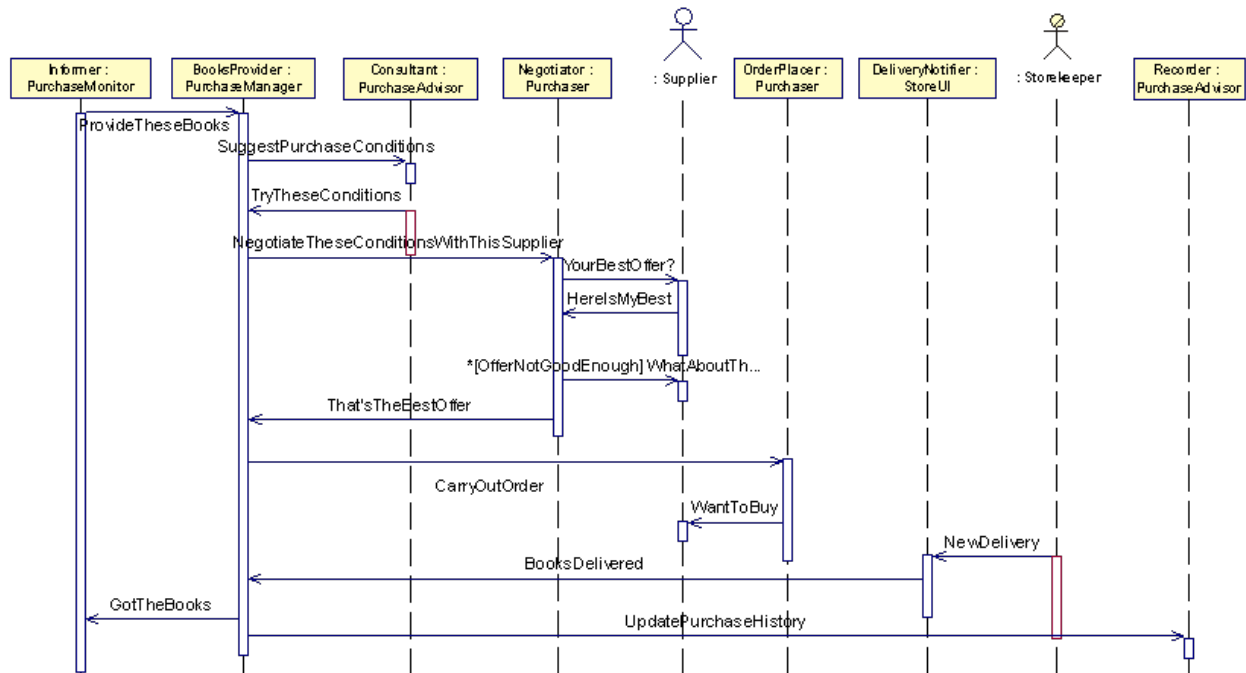 Informer :
PurchaseMonitor
BooksProvider :
PurchaseManager
Consultant :
PurchaseAdvisor
Negotiator :
Purchaser
: Supplier
OrderPlacer :
Purchaser
DeliveryNotifier :
StoreUI
: Storekeeper
Recorder :
PurchaseAdvisor
ProvideTheseBooks
SuggestPurchaseConditions
TryTheseConditions
NegotiateTheseConditionsWithThisSupplier
YourBestOffer?
HereIsMyBest
*[OfferNotGoodEnough] WhatAboutTh...
That'sTheBestOffer
CarryOutOrder
WantToBuy
NewDelivery
BooksDelivered
GotTheBooks
UpdatePurchaseHistory